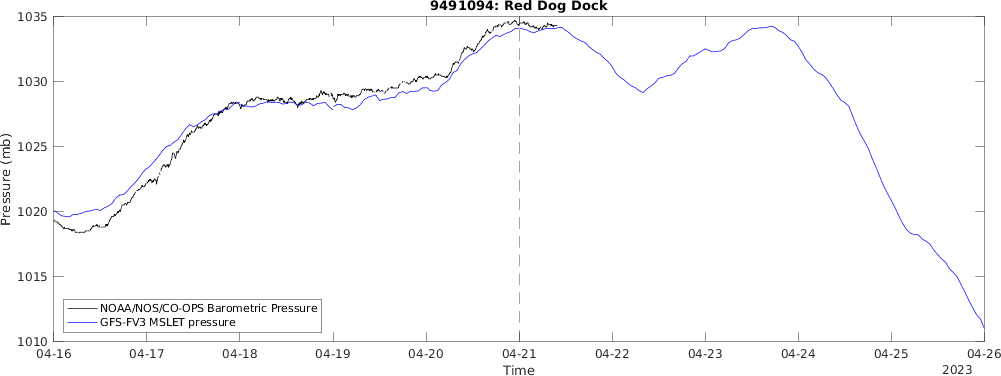 9491094: Red Dog Dock
Pressure (mb)
1035
1030
1025
1020
1015
1010
NOAA/NOS/CO-OPS Barometric Pressure
GFS-FV3 MSLET pressure
04-16 04-17 04-18 04-19 04-20 04-21 04-22 04-23 04-24 04-25 04-26
Time
2023